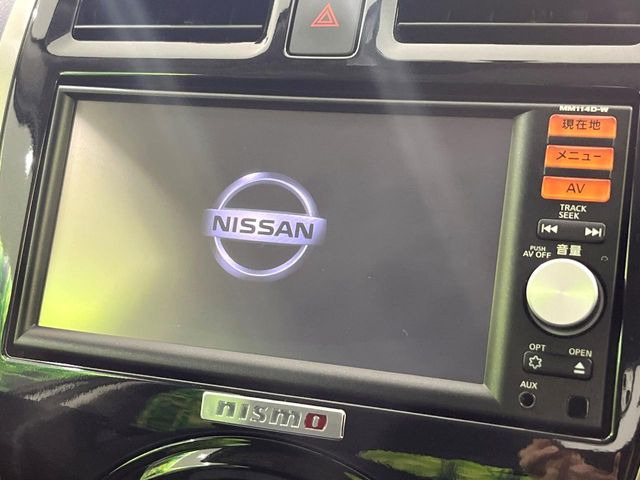 MM114D-W
現在地
メニュー
AV
TRACK
SEEK
PUSH
AV OFF
音量
OPT
OPEN
AUX
NISSAN
nismo